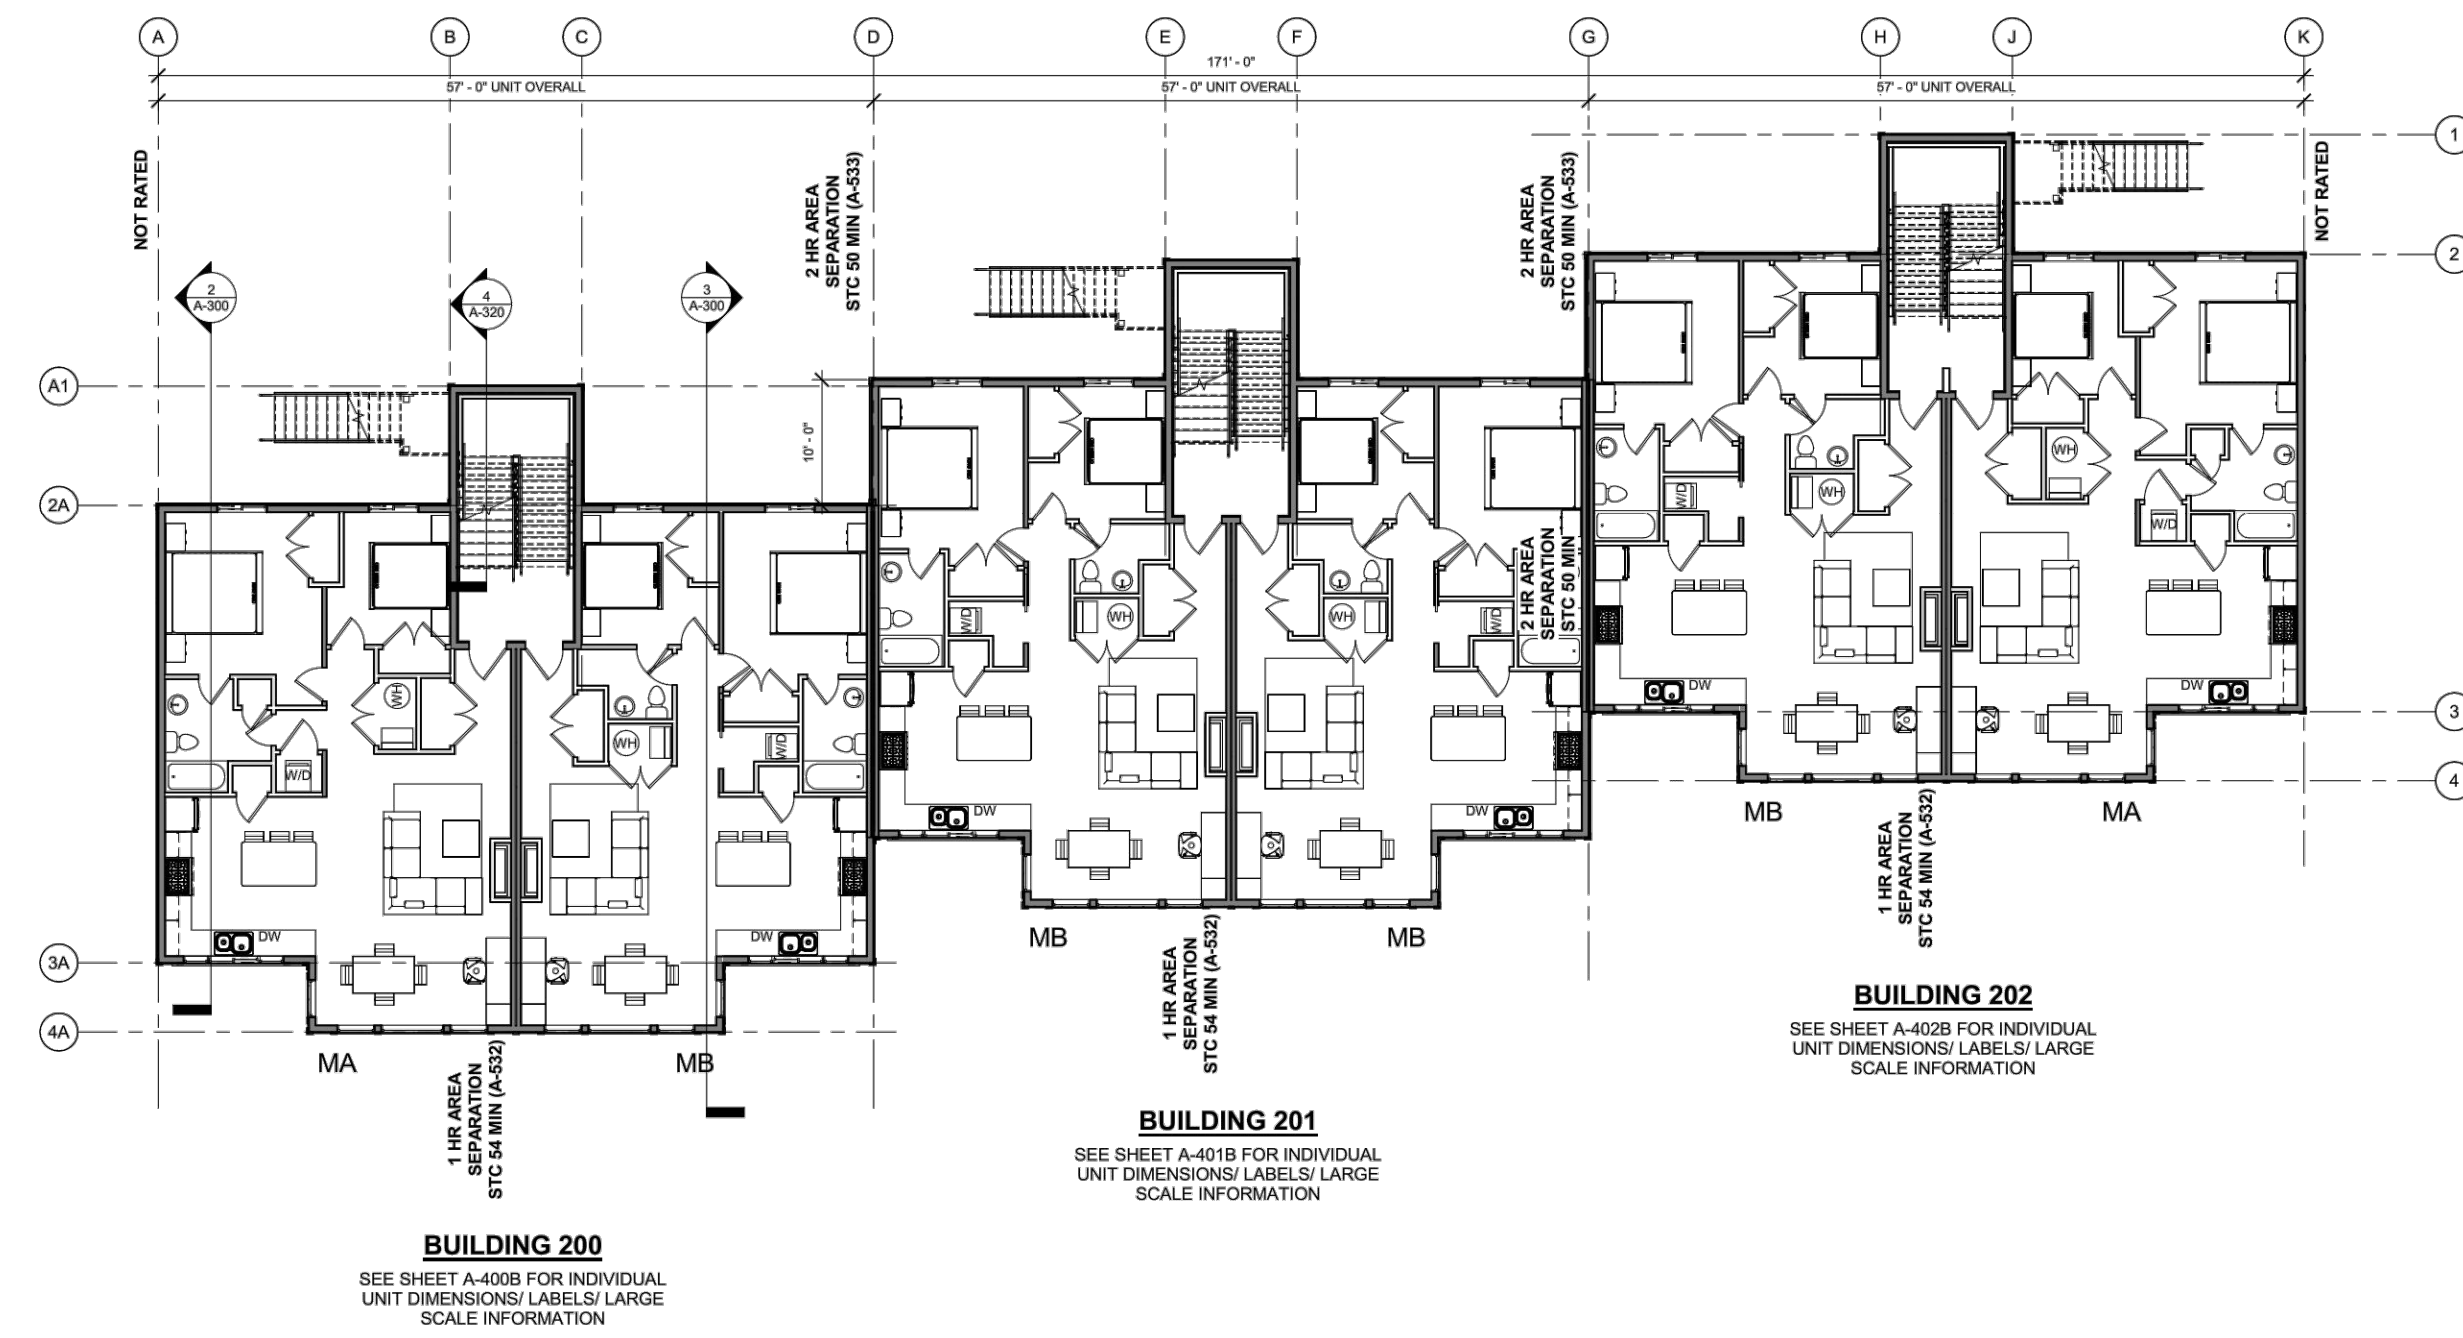 A
B
C
D
E
F
G
H
J
K
171' - 0"
57' - 0" UNIT OVERALL
57' - 0" UNIT OVERALL
57' - 0" UNIT OVERALL
1
2
3
4
A1
2A
3A
4A
NOT RATED
2 HR AREA
SEPARATION
STC 50 MIN (A-533)
2 HR AREA
SEPARATION
STC 50 MIN (A-533)
NOT RATED
2
A-300
4
A-320
3
A-300
10' - 0"
2 HR AREA
SEPARATION
STC 50 MIN
WH
W/D
DW
WH
W/D
DW
WH
W/D
DW
WH
W/D
DW
WH
W/D
DW
WH
W/D
DW
MA
MB
1 HR AREA
SEPARATION
STC 54 MIN (A-532)
BUILDING 200
SEE SHEET A-400B FOR INDIVIDUAL
UNIT DIMENSIONS/ LABELS/ LARGE
SCALE INFORMATION
MB
MB
1 HR AREA
SEPARATION
STC 54 MIN (A-532)
BUILDING 201
SEE SHEET A-401B FOR INDIVIDUAL
UNIT DIMENSIONS/ LABELS/ LARGE
SCALE INFORMATION
MB
MA
1 HR AREA
SEPARATION
STC 54 MIN (A-532)
BUILDING 202
SEE SHEET A-402B FOR INDIVIDUAL
UNIT DIMENSIONS/ LABELS/ LARGE
SCALE INFORMATION